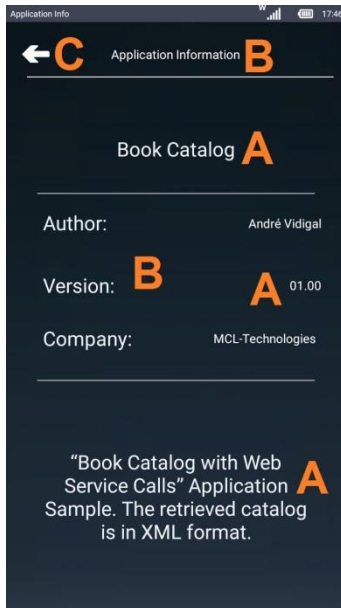 Application Info W 17:46
C Application Information B
Book Catalog A
Author: André Vidigal
Version: B A 01.00
Company: MCL-Technologies
“Book Catalog with Web
Service Calls” Application A
Sample. The retrieved catalog
is in XML format.